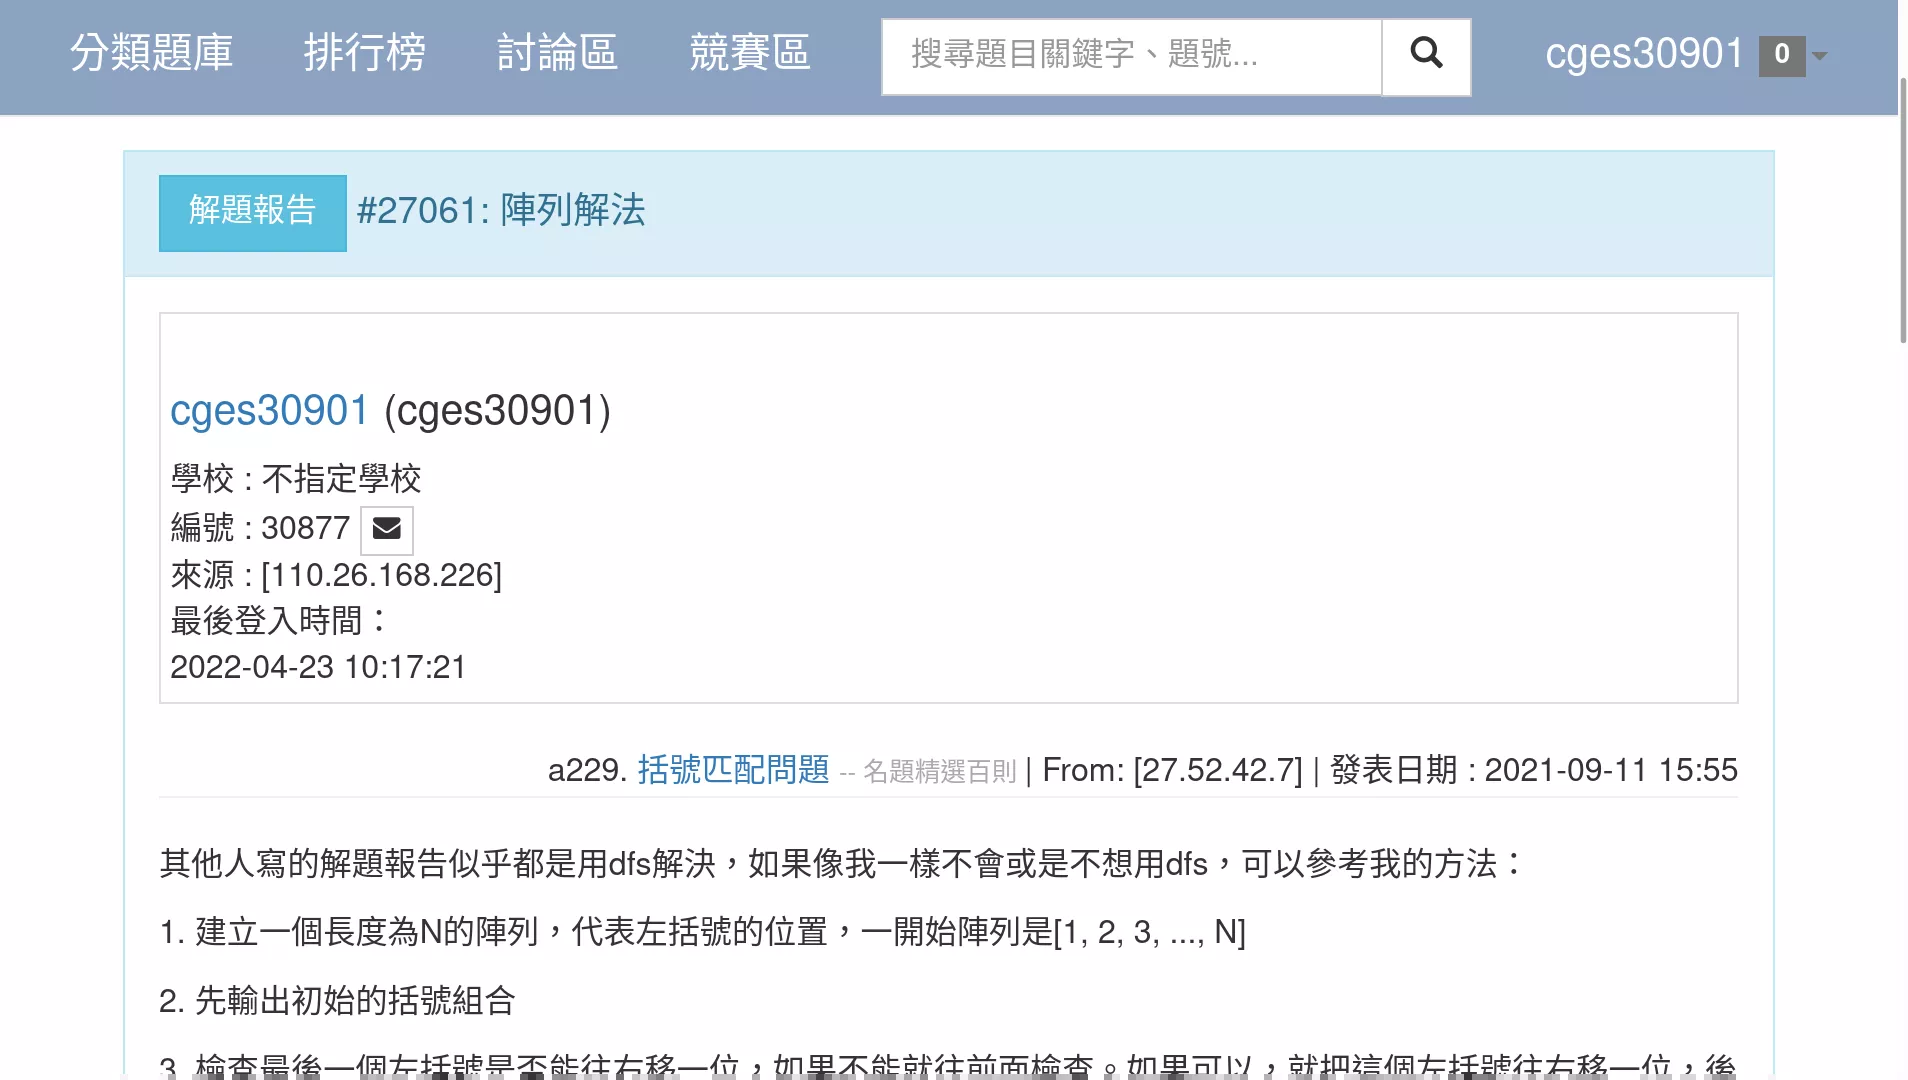 分類題庫 排行榜 討論區 競賽區 搜尋題目關鍵字、題號... cges30901 0
解題報告 #27061: 陣列解法
cges30901 (cges30901)
學校 : 不指定學校
編號 : 30877
來源 : [110.26.168.226]
最後登入時間：
2022-04-23 10:17:21
a229. 括號匹配問題 -- 名題精選百則 | From: [27.52.42.7] | 發表日期 : 2021-09-11 15:55
其他人寫的解題報告似乎都是用dfs解決，如果像我一樣不會或是不想用dfs，可以參考我的方法：
1. 建立一個長度為N的陣列，代表左括號的位置，一開始陣列是[1, 2, 3, ..., N]
2. 先輸出初始的括號組合
3. 檢查最後一個左括號是否能往右移一位，如果不能就往前面檢查。如果可以，就把這個左括號往右移一位，後